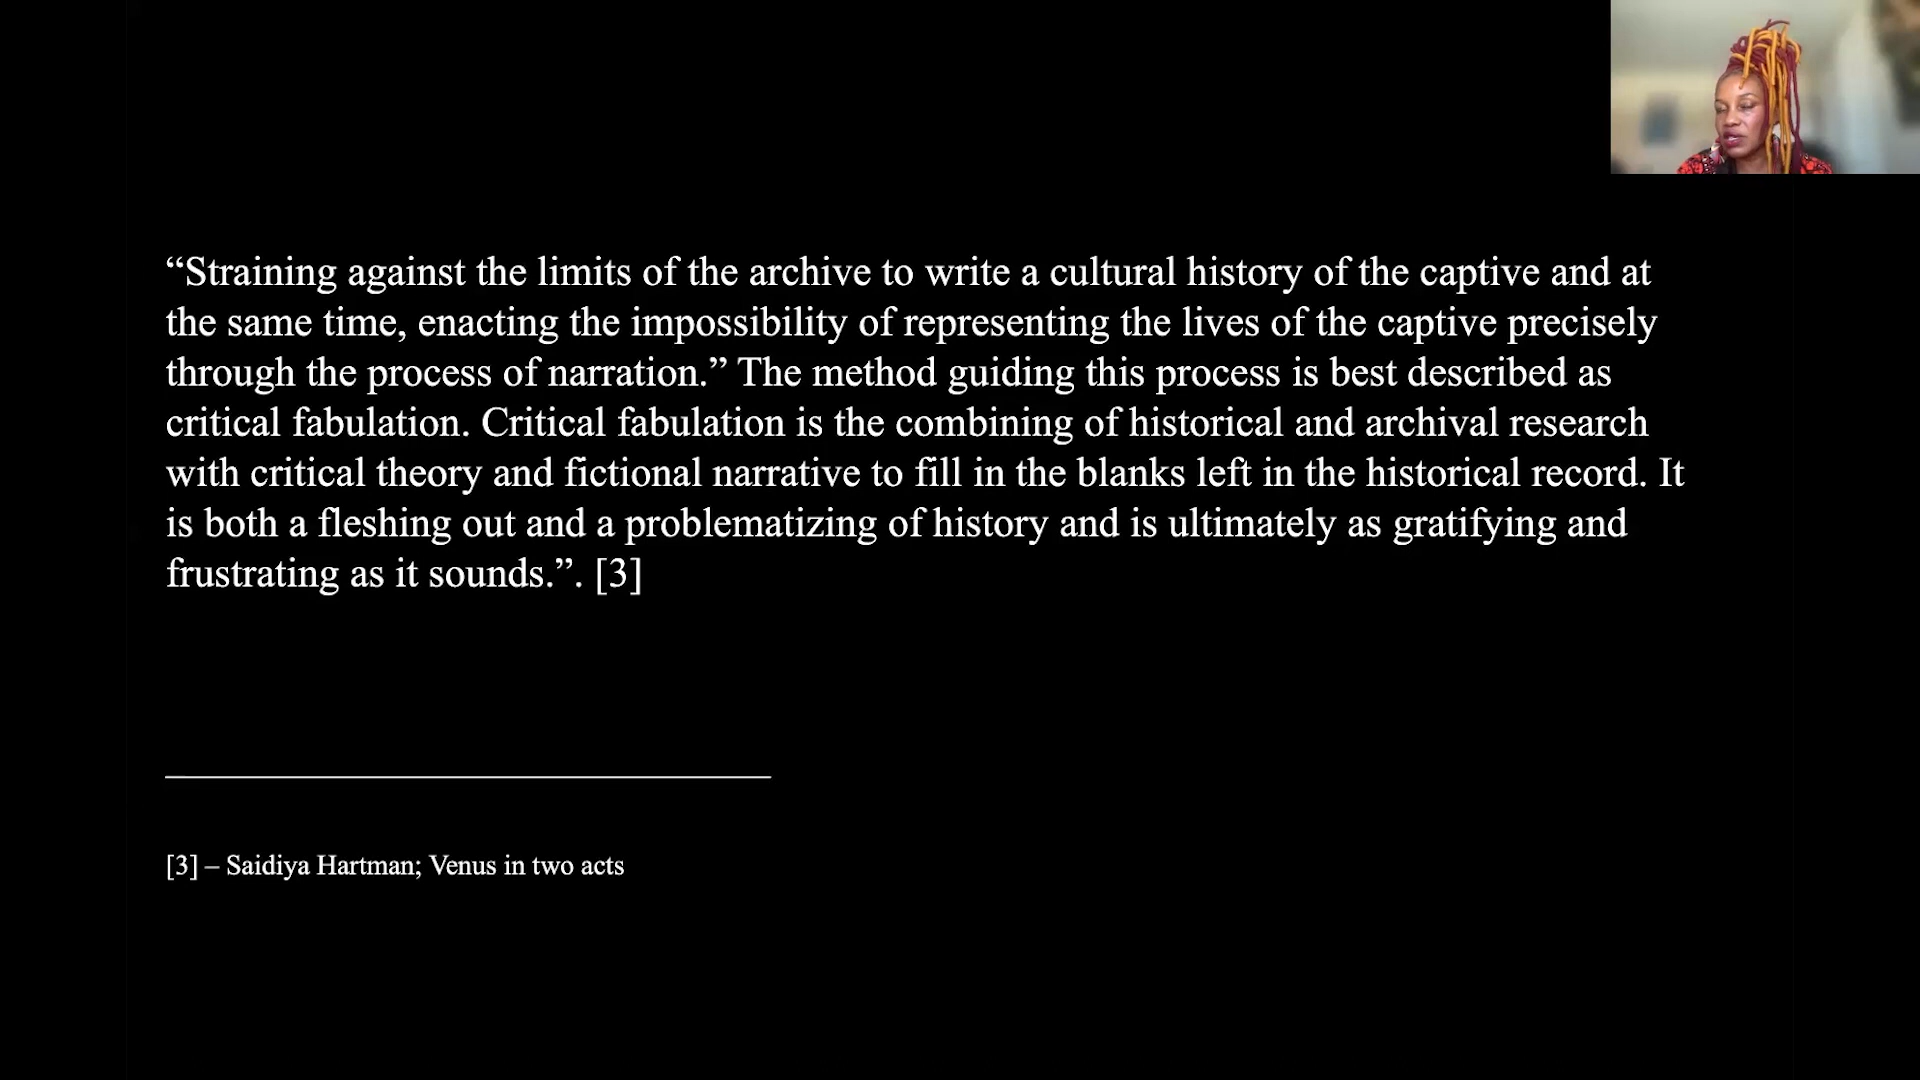 “Straining against the limits of the archive to write a cultural history of the captive and at
the same time, enacting the impossibility of representing the lives of the captive precisely
through the process of narration.” The method guiding this process is best described as
critical fabulation. Critical fabulation is the combining of historical and archival research
with critical theory and fictional narrative to fill in the blanks left in the historical record. It
is both a fleshing out and a problematizing of history and is ultimately as gratifying and
frustrating as it sounds.”. [3]
[3] – Saidiya Hartman; Venus in two acts